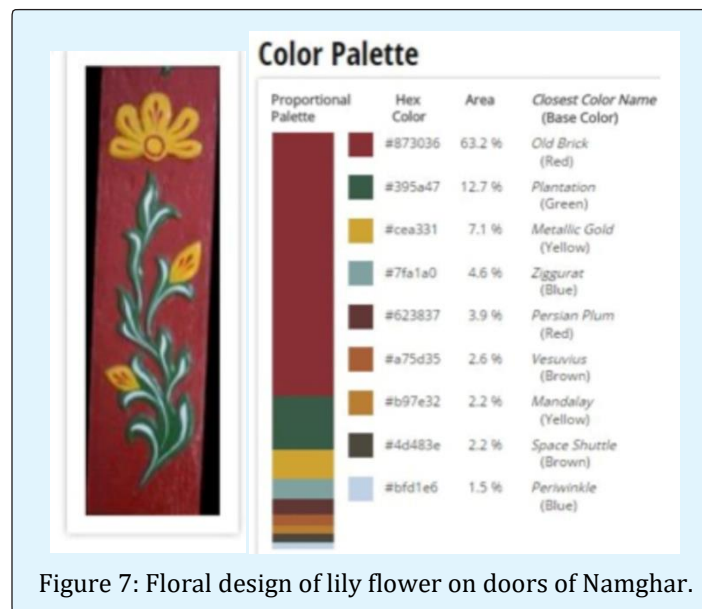 Color Palette
Proportional Palette Hex Color Area Closest Color Name (Base Color)
#873036 63.2 % Old Brick (Red)
#395a47 12.7 % Plantation (Green)
#cea331 7.1 % Metallic Gold (Yellow)
#7fa1a0 4.6 % Ziggurat (Blue)
#623837 3.9 % Persian Plum (Red)
#a75d35 2.6 % Vesuvius (Brown)
#b97e32 2.2 % Mandalay (Yellow)
#4d483e 2.2 % Space Shuttle (Brown)
#bfd1e6 1.5 % Periwinkle (Blue)
Figure 7: Floral design of lily flower on doors of Namghar.